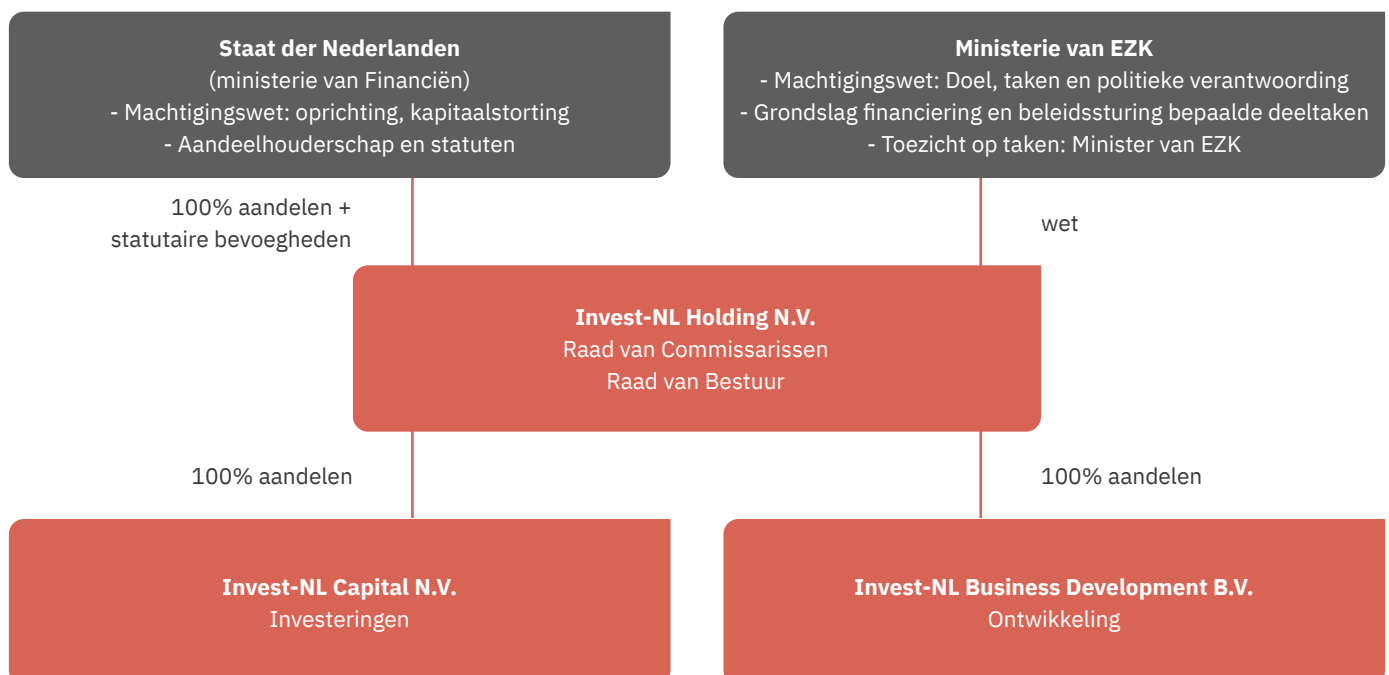 Staat der Nederlanden
(ministerie van Financiën)
- Machtigingswet: oprichting, kapitaalstorting
- Aandeelhouderschap en statuten
Ministerie van EZK
- Machtigingswet: Doel, taken en politieke verantwoording
- Grondslag financiering en beleidssturing bepaalde deeltaken
- Toezicht op taken: Minister van EZK
100% aandelen +
statutaire bevoegheden
wet
Invest-NL Holding N.V.
Raad van Commissarissen
Raad van Bestuur
100% aandelen
100% aandelen
Invest-NL Capital N.V.
Investeringen
Invest-NL Business Development B.V.
Ontwikkeling